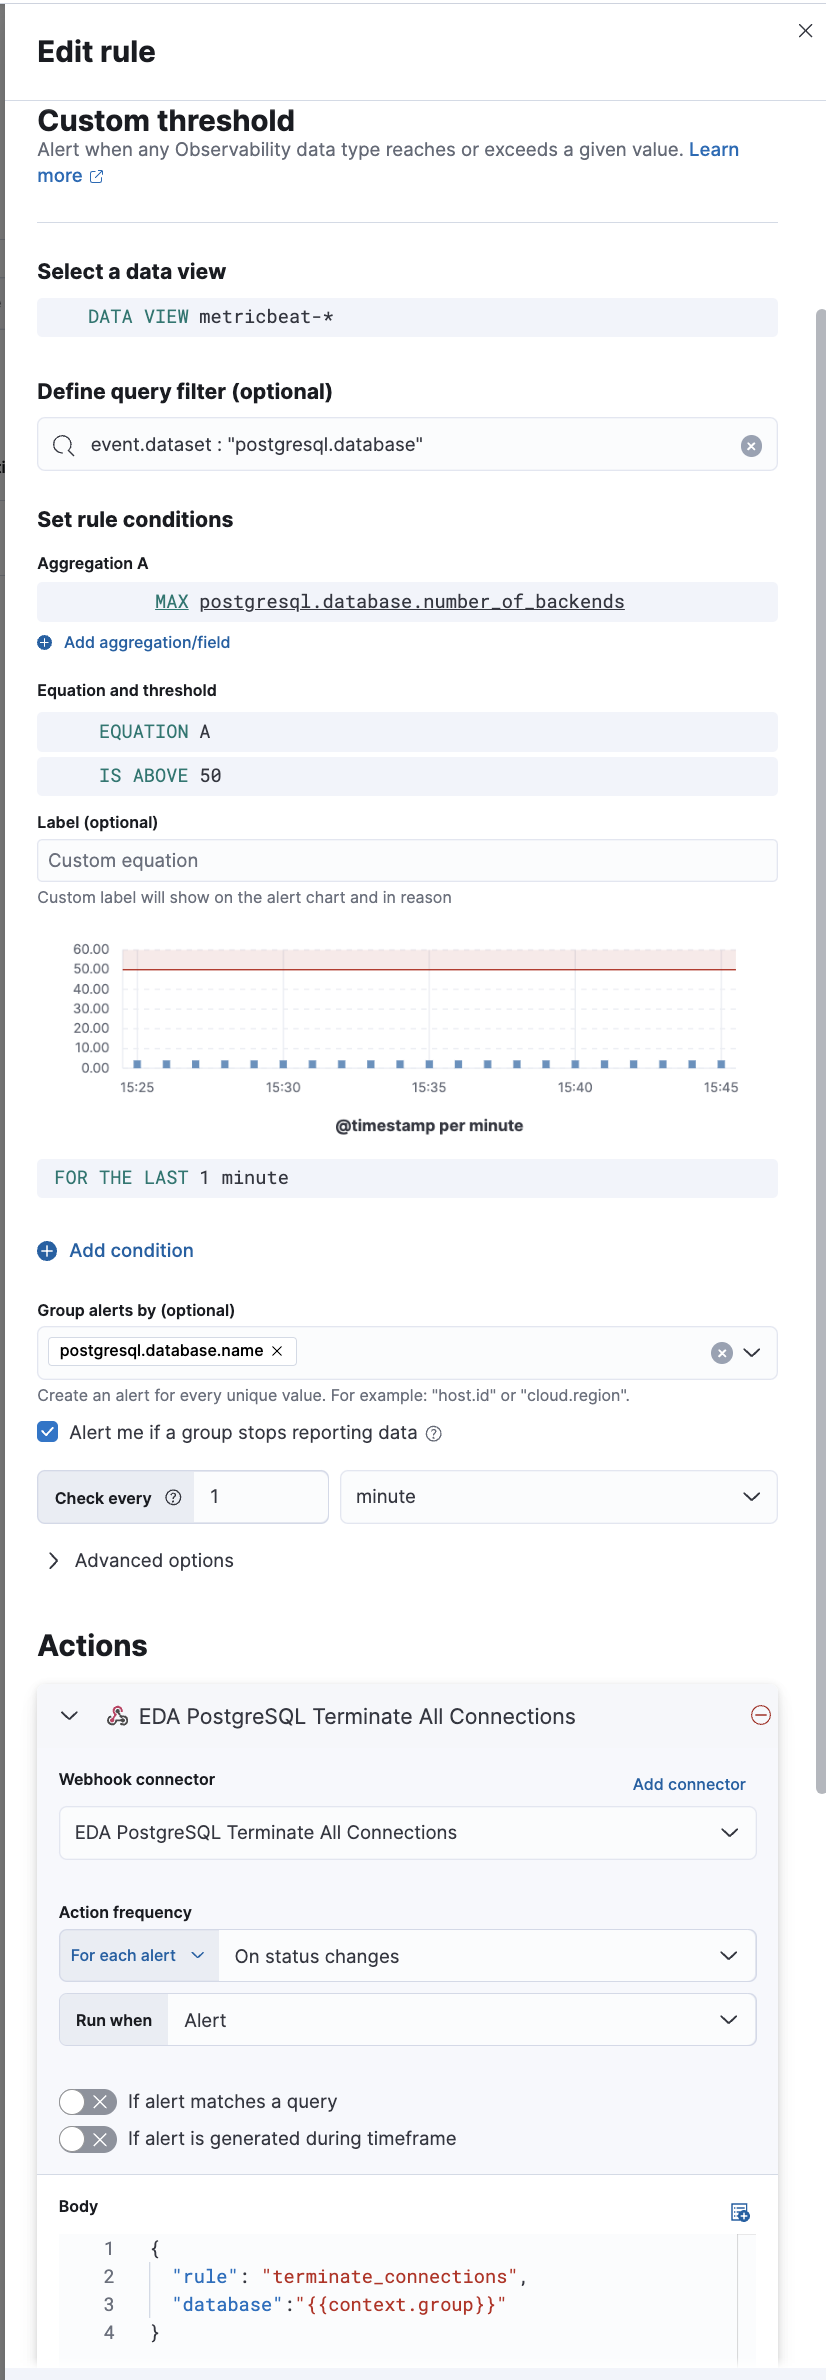 Edit rule
Custom threshold
Alert when any Observability data type reaches or exceeds a given value. Learn
more
Select a data view
DATA VIEW metricbeat-*
Define query filter (optional)
event.dataset : "postgresql.database"
Set rule conditions
Aggregation A
MAX postgresql.database.number_of_backends
Add aggregation/field
Equation and threshold
EQUATION A
IS ABOVE 50
Label (optional)
Custom equation
Custom label will show on the alert chart and in reason
60.00
50.00
40.00
30.00
20.00
10.00
0.00
15:25 15:30 15:35 15:40 15:45
@timestamp per minute
FOR THE LAST 1 minute
Add condition
Group alerts by (optional)
postgresql.database.name
Create an alert for every unique value. For example: "host.id" or "cloud.region".
Alert me if a group stops reporting data
Check every 1 minute
Advanced options
Actions
EDA PostgreSQL Terminate All Connections
Webhook connector Add connector
EDA PostgreSQL Terminate All Connections
Action frequency
For each alert On status changes
Run when Alert
If alert matches a query
If alert is generated during timeframe
Body
1 {
2 "rule": "terminate_connections",
3 "database":"{{context.group}}"
4 }